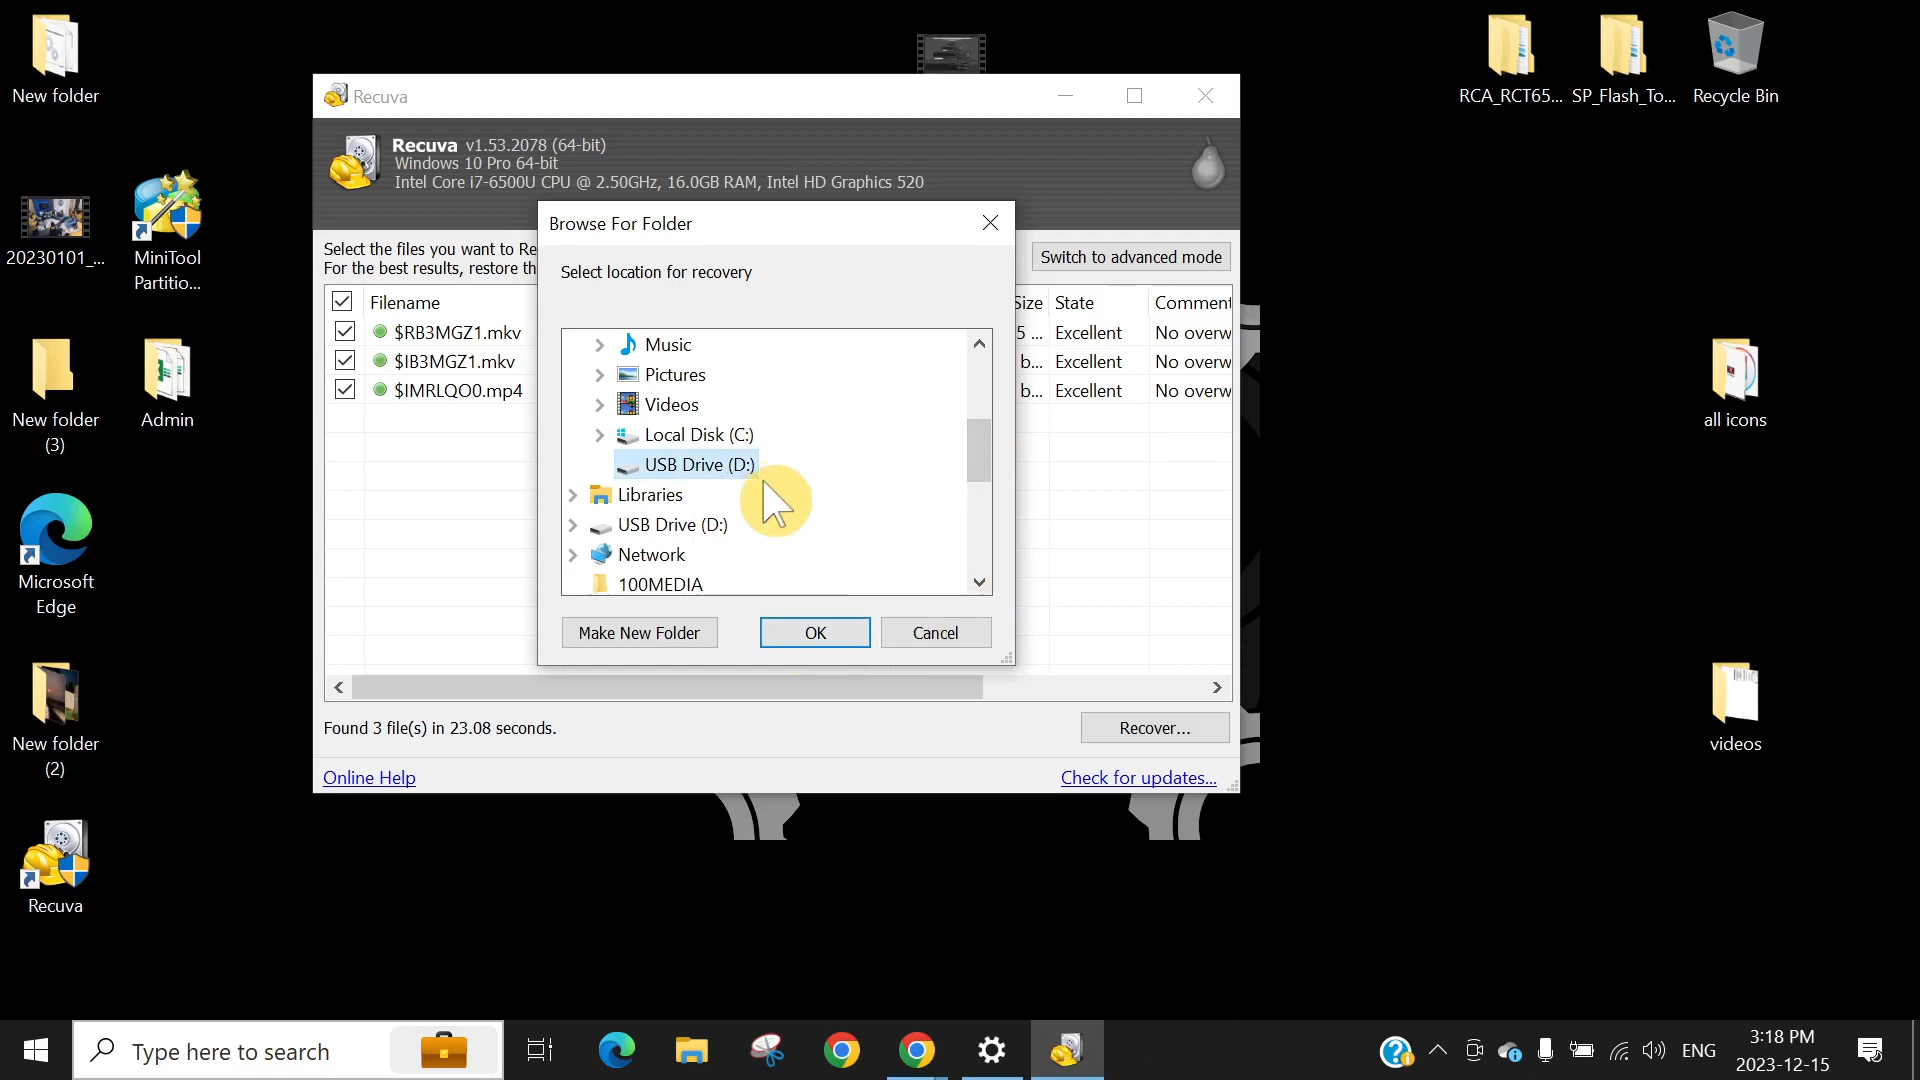 New folder
20230101_...
MiniTool
Partitio...
New folder
(3)
Admin
Microsoft
Edge
New folder
(2)
Recuva
RCA_RCT65...
SP_Flash_To...
Recycle Bin
all icons
videos
Recuva
Recuva v1.53.2078 (64-bit)
Windows 10 Pro 64-bit
Intel Core i7-6500U CPU @ 2.50GHz, 16.0GB RAM, Intel HD Graphics 520
Select the files you want to Re
For the best results, restore th
Switch to advanced mode
Filename Size State Comment
$RB3MGZ1.mkv 5 ... Excellent No overw
$IB3MGZ1.mkv b... Excellent No overw
$IMRLQO0.mp4 b... Excellent No overw
Browse For Folder
Select location for recovery
Music
Pictures
Videos
Local Disk (C:)
USB Drive (D:)
Libraries
USB Drive (D:)
Network
100MEDIA
Make New Folder OK Cancel
Found 3 file(s) in 23.08 seconds.
Recover...
Online Help
Check for updates...
Type here to search
ENG
3:18 PM
2023-12-15